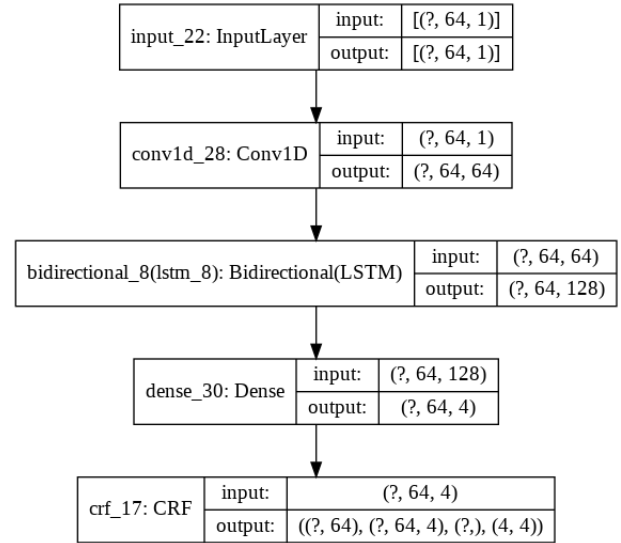 input_22: InputLayer
input: [(?, 64, 1)]
output: [(?, 64, 1)]
conv1d_28: Conv1D
input: (?, 64, 1)
output: (?, 64, 64)
bidirectional_8(lstm_8): Bidirectional(LSTM)
input: (?, 64, 64)
output: (?, 64, 128)
dense_30: Dense
input: (?, 64, 128)
output: (?, 64, 4)
crf_17: CRF
input: (?, 64, 4)
output: ((?, 64), (?, 64, 4), (?,), (4, 4))